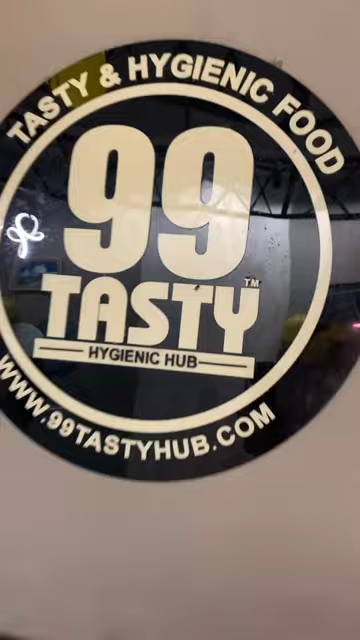 TASTY & HYGIENIC FOOD
99
TASTY™
HYGIENIC HUB
WWW.99TASTYHUB.COM